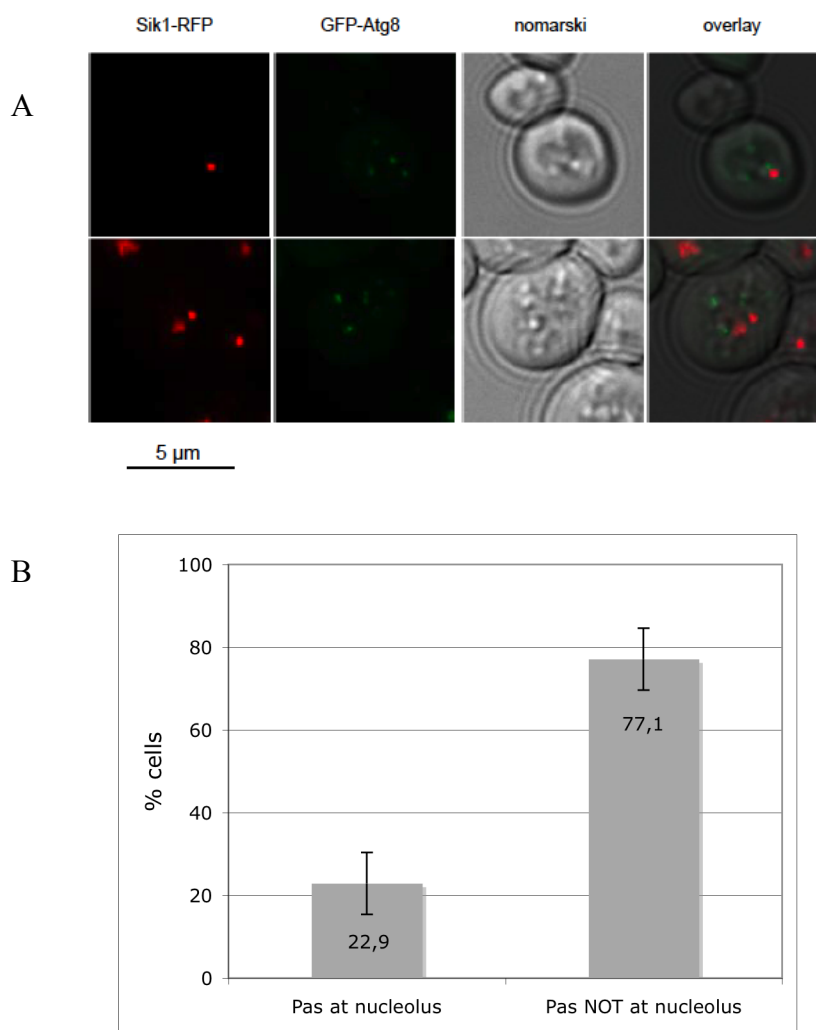 Sik1-RFP GFP-Atg8 nomarski overlay
A
5 µm
B
100
80
60
40
20
0
% cells
77,1
22,9
Pas at nucleolus Pas NOT at nucleolus